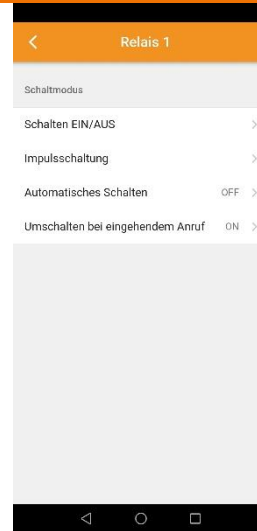 Relais 1
Schaltmodus
Schalten EIN/AUS
Impulsschaltung
Automatisches Schalten OFF
Umschalten bei eingehendem Anruf ON